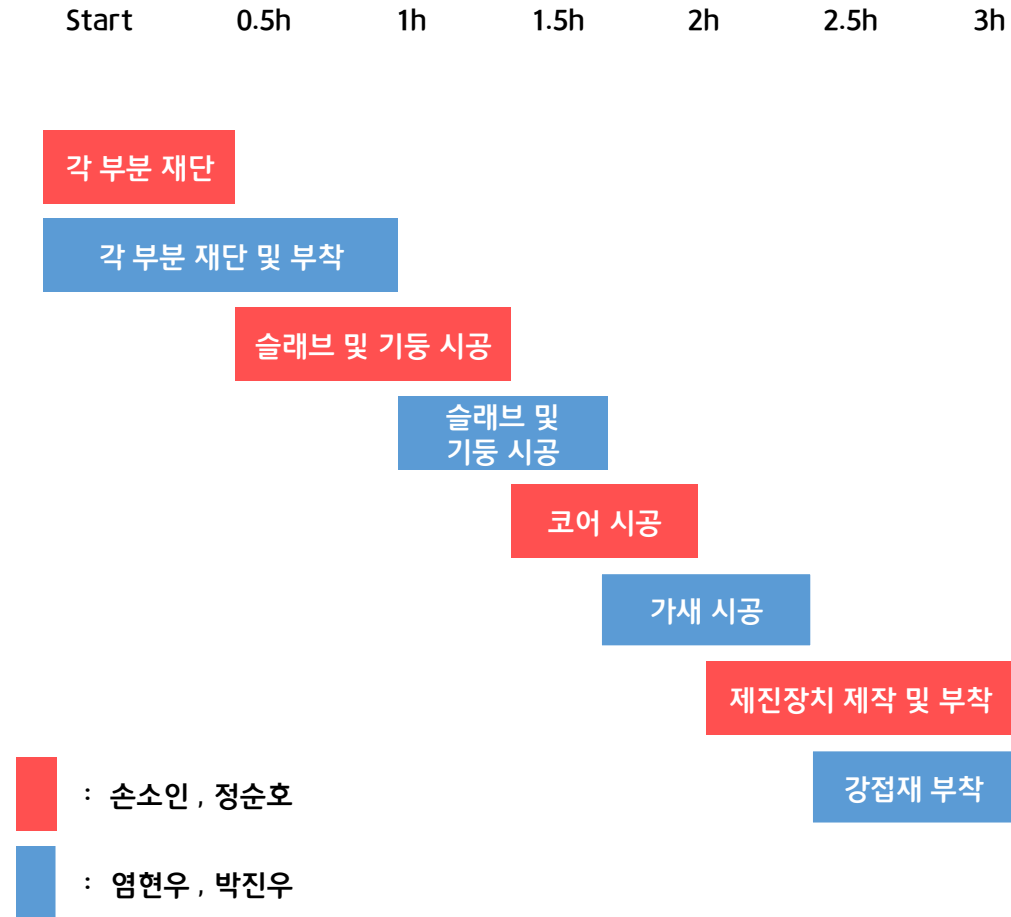 Start 0.5h 1h 1.5h 2h 2.5h 3h
각 부분 재단
각 부분 재단 및 부착
슬래브 및 기둥 시공
슬래브 및
기둥 시공
코어 시공
가새 시공
제진장치 제작 및 부착
강접재 부착
: 손소인 , 정순호
: 염현우 , 박진우